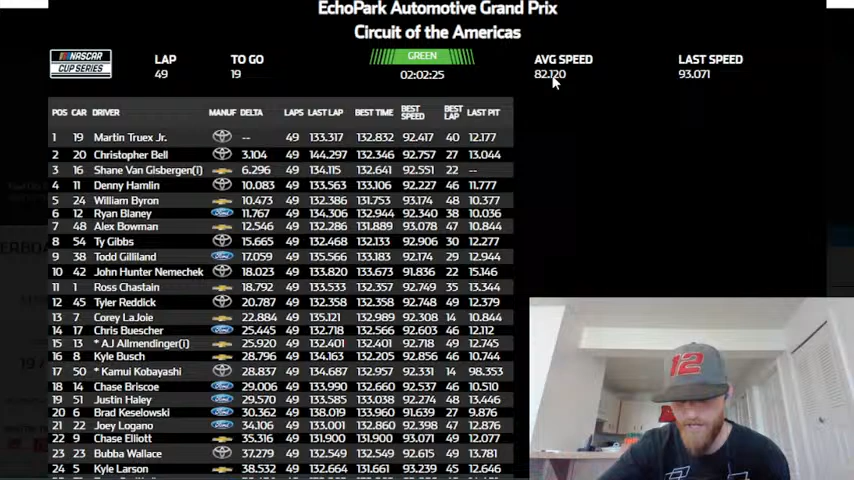 EchoPark Automotive Grand Prix
Circuit of the Americas
NASCAR CUP SERIES
LAP TO GO GREEN AVG SPEED LAST SPEED
49 19 02:02:25 82.120 93.071
POS CAR DRIVER MANUF DELTA LAPS LAST LAP BEST TIME BEST SPEED BEST LAP LAST PIT
1 19 Martin Truex Jr. -- 49 133.317 132.832 92.417 40 12.177
2 20 Christopher Bell 3.104 49 144.297 132.346 92.757 27 13.044
3 16 Shane Van Gisbergen(i) 6.296 49 134.115 132.641 92.551 22 --
4 11 Denny Hamlin 10.083 49 133.563 133.106 92.227 46 11.777
5 24 William Byron 10.473 49 132.386 131.753 93.174 48 10.377
6 12 Ryan Blaney Ford 11.767 49 134.306 132.944 92.340 38 10.036
7 48 Alex Bowman 12.546 49 132.286 131.889 93.078 47 10.844
8 54 Ty Gibbs 15.665 49 132.468 132.133 92.906 30 12.277
9 38 Todd Gilliland Ford 17.059 49 135.566 133.183 92.174 29 12.944
10 42 John Hunter Nemechek 18.023 49 133.820 133.673 91.836 22 15.146
11 1 Ross Chastain 18.792 49 133.533 132.357 92.749 35 13.344
12 45 Tyler Reddick 20.787 49 132.358 132.358 92.748 49 12.379
13 7 Corey LaJoie 22.884 49 135.121 132.989 92.308 14 10.844
14 17 Chris Buescher Ford 25.445 49 132.718 132.566 92.603 46 12.112
15 13 * AJ Allmendinger(i) 25.920 49 132.401 132.401 92.718 49 12.745
16 8 Kyle Busch 28.796 49 134.163 132.205 92.856 46 10.744
17 50 * Kamui Kobayashi 28.837 49 134.687 132.957 92.331 14 98.353
18 14 Chase Briscoe Ford 29.006 49 133.990 132.660 92.537 46 10.510
19 51 Justin Haley Ford 29.570 49 133.585 133.038 92.274 48 13.446
20 6 Brad Keselowski Ford 30.362 49 138.019 133.960 91.639 27 9.876
21 22 Joey Logano Ford 34.106 49 133.001 132.860 92.398 47 12.876
22 9 Chase Elliott 35.316 49 131.900 131.900 93.071 49 12.077
23 23 Bubba Wallace 37.279 49 132.549 132.549 92.615 49 13.781
24 5 Kyle Larson 38.532 49 132.664 131.661 93.239 45 12.646
12